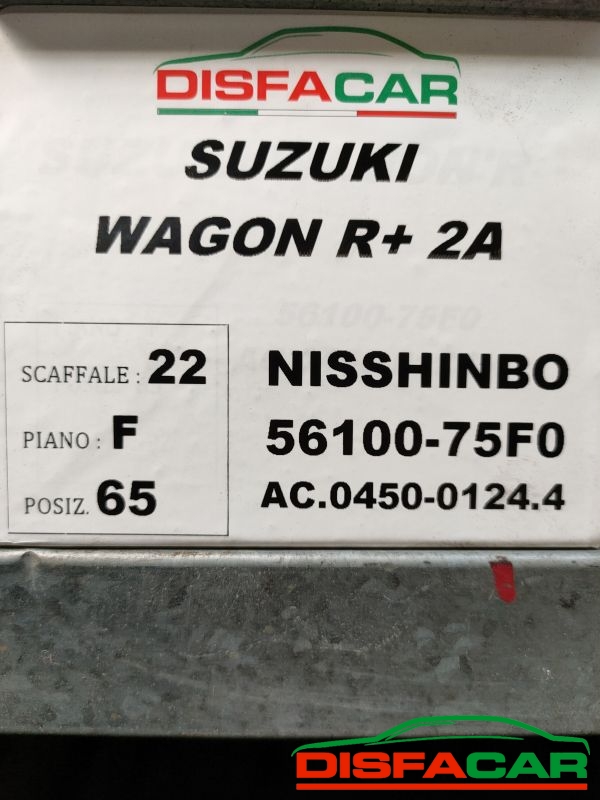 DISFACAR
SUZUKI
WAGON R+ 2A
SCAFFALE : 22
PIANO : F
POSIZ. 65
NISSHINBO
56100-75F0
AC.0450-0124.4
DISFACAR